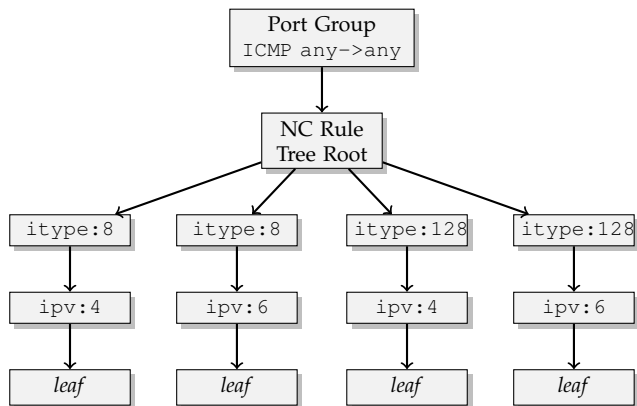 Port Group
ICMP any->any
NC Rule
Tree Root
itype:8 itype:8 itype:128 itype:128
ipv:4 ipv:6 ipv:4 ipv:6
leaf leaf leaf leaf